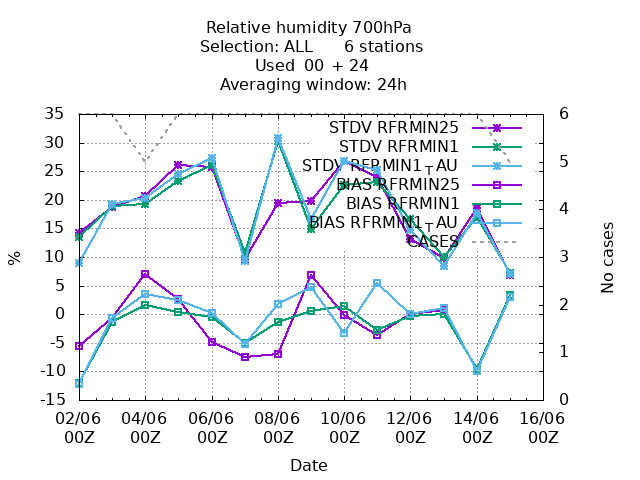 Relative humidity 700hPa
Selection: ALL 6 stations
Used 00 + 24
Averaging window: 24h
35
30
25
20
15
10
5
0
-5
-10
-15
%
6
5
4
3
2
1
0
No cases
STDV RFRMIN25
STDV RFRMIN1
STDV RFRMIN1_TAU
BIAS RFRMIN25
BIAS RFRMIN1
BIAS RFRMIN1_TAU
CASES
02/06 04/06 06/06 08/06 10/06 12/06 14/06 16/06
00Z 00Z 00Z 00Z 00Z 00Z 00Z 00Z
Date